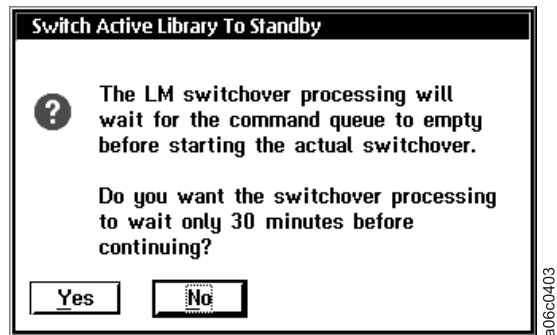 Switch Active Library To Standby
The LM switchover processing will
wait for the command queue to empty
before starting the actual switchover.
Do you want the switchover processing
to wait only 30 minutes before
continuing?
Yes
No
a06c0403